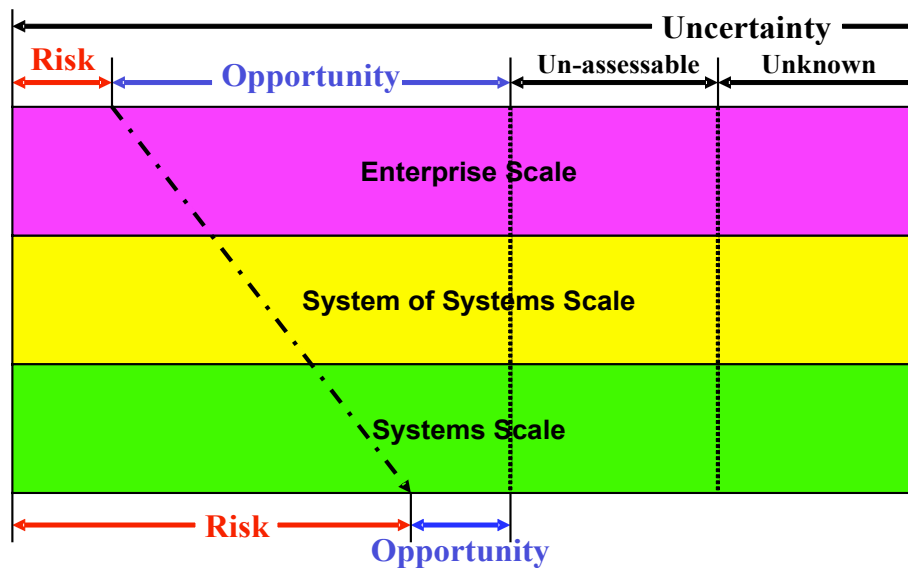 Uncertainty
Risk
Opportunity
Un-assessable
Unknown
Enterprise Scale
System of Systems Scale
Systems Scale
Risk
Opportunity